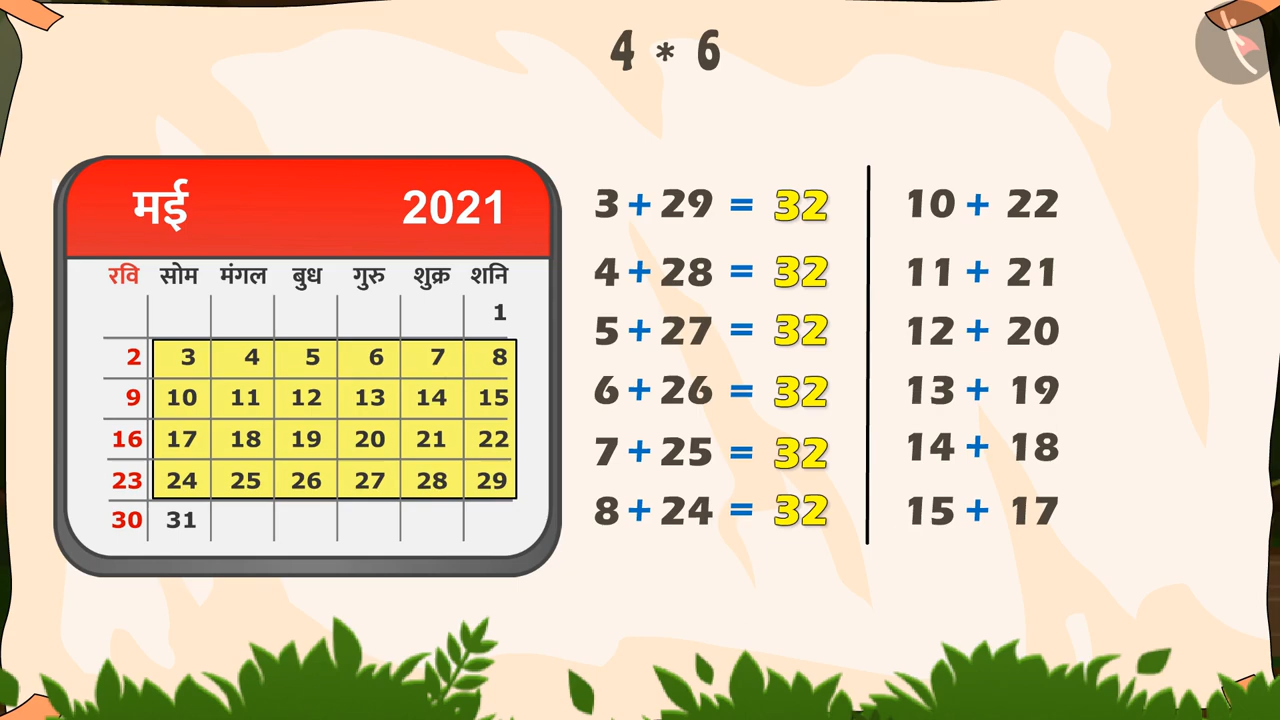 4 * 6
मई 2021
रवि सोम मंगल बुध गुरु शुक्र शनि
1
2 3 4 5 6 7 8
9 10 11 12 13 14 15
16 17 18 19 20 21 22
23 24 25 26 27 28 29
30 31
3 + 29 = 32
4 + 28 = 32
5 + 27 = 32
6 + 26 = 32
7 + 25 = 32
8 + 24 = 32
10 + 22
11 + 21
12 + 20
13 + 19
14 + 18
15 + 17